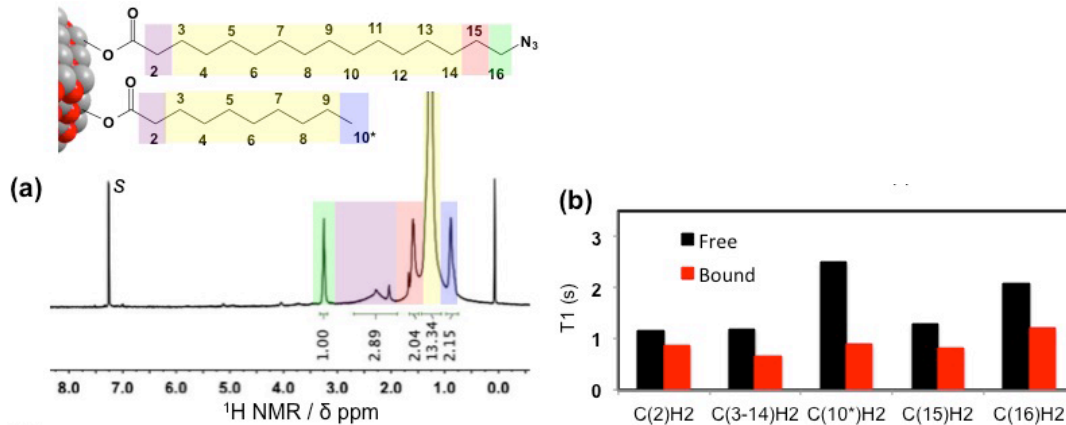 O
3 5 7 9 11 13 15
O
N3
2 4 6 8 10 12 14 16
O
3 5 7 9
O
2 4 6 8 10*
(a)
S
1.00
2.89
2.04
13.34
2.15
8.0 7.0 6.0 5.0 4.0 3.0 2.0 1.0 0.0
¹H NMR / δ ppm
(b)
3
2
1
0
T1 (s)
Free
Bound
C(2)H2 C(3-14)H2 C(10*)H2 C(15)H2 C(16)H2